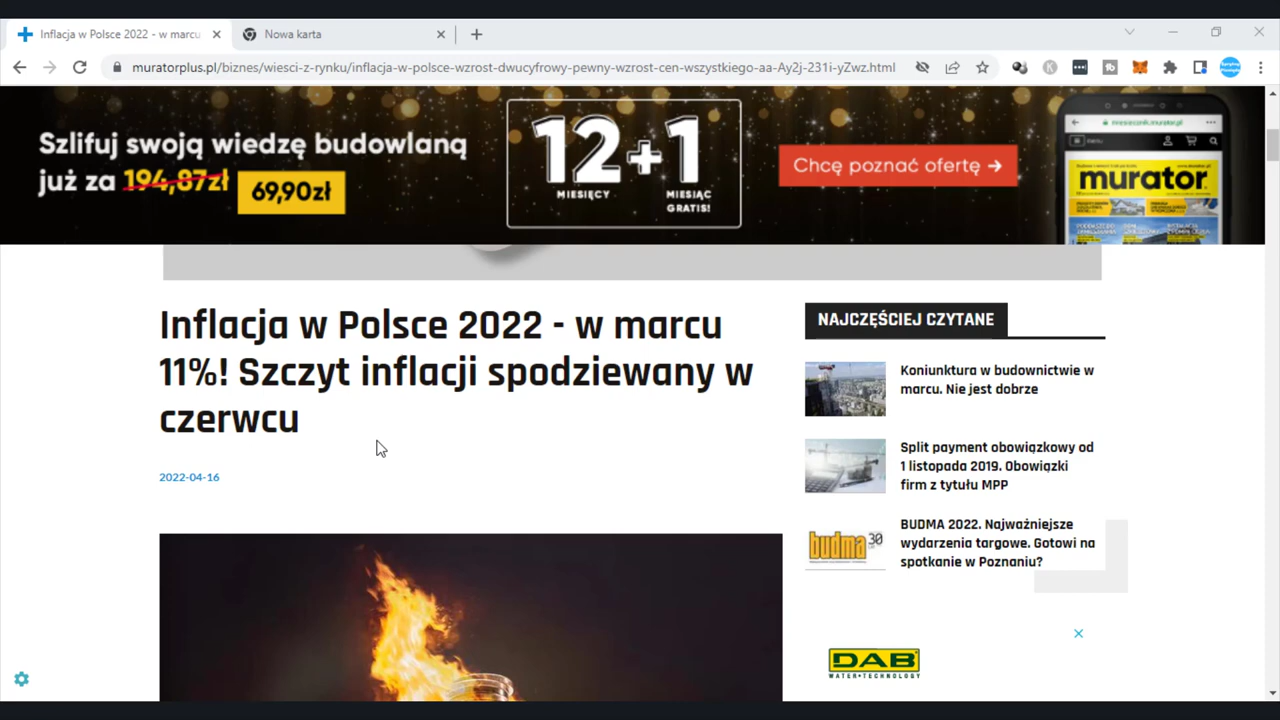 Inflacja w Polsce 2022 - w marcu
Nowa karta
muratorplus.pl/biznes/wiesci-z-rynku/inflacja-w-polsce-wzrost-dwucyfrowy-pewny-wzrost-cen-wszystkiego-aa-Ay2j-231i-yZwz.html
Szlifuj swoją wiedzę budowlaną
już za 194,87zł 69,90zł
12+1
MIESIĘCY MIESIĄC
GRATIS!
Chcę poznać ofertę →
miesiecznik.murator.pl
menu
murator
Inflacja w Polsce 2022 - w marcu
11%! Szczyt inflacji spodziewany w
czerwcu
2022-04-16
NAJCZĘŚCIEJ CZYTANE
Koniunktura w budownictwie w
marcu. Nie jest dobrze
Split payment obowiązkowy od
1 listopada 2019. Obowiązki
firm z tytułu MPP
budma 30
BUDMA 2022. Najważniejsze
wydarzenia targowe. Gotowi na
spotkanie w Poznaniu?
DAB
WATER•TECHNOLOGY